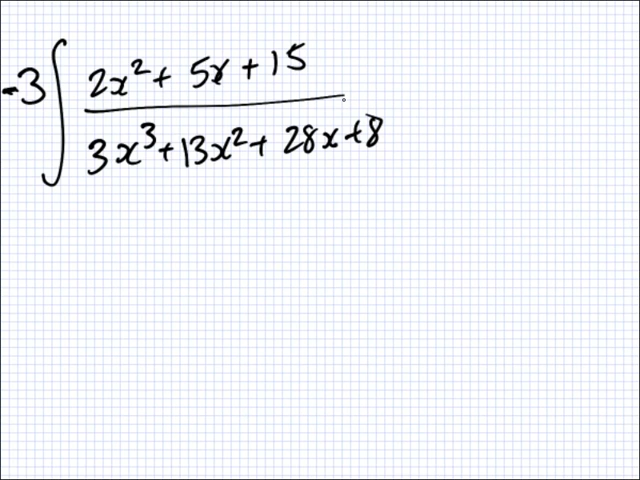 -3∫ 2x² + 5x + 15
3x³ + 13x² + 28x + 8